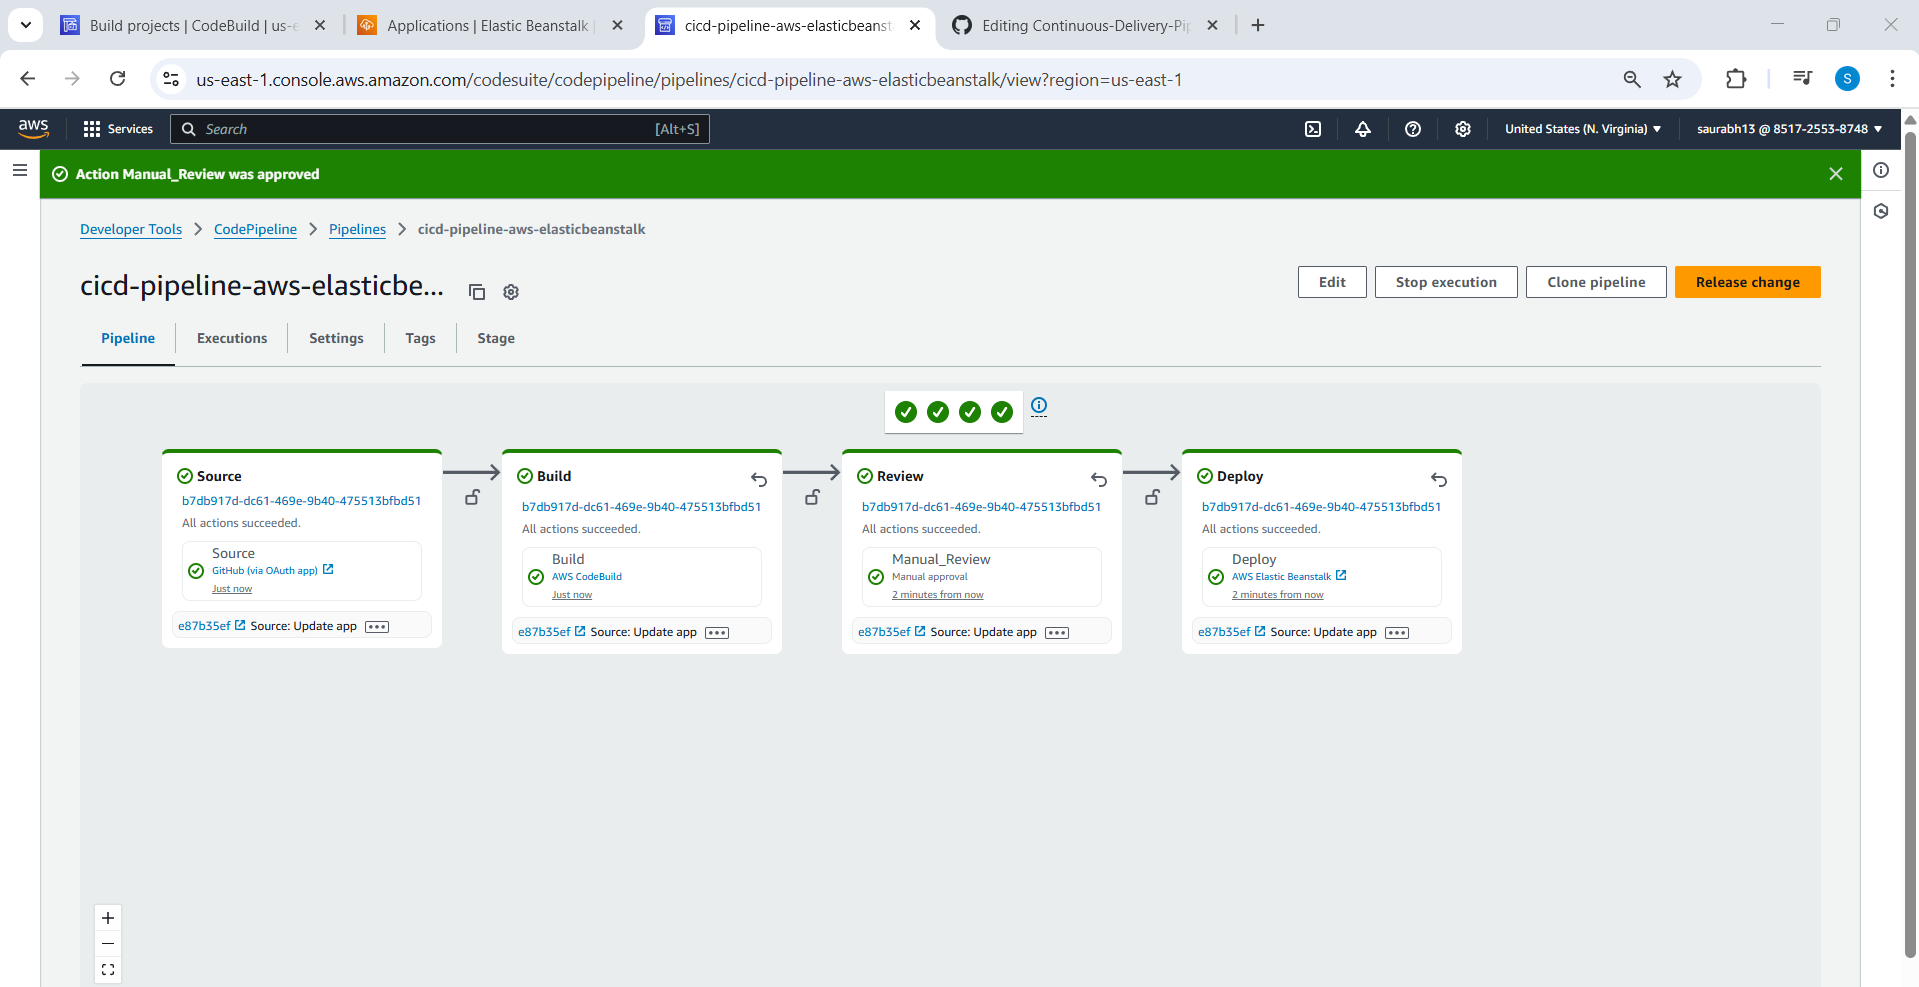 Build projects | CodeBuild | us-e
Applications | Elastic Beanstalk |
cicd-pipeline-aws-elasticbeanst
Editing Continuous-Delivery-Pip
us-east-1.console.aws.amazon.com/codesuite/codepipeline/pipelines/cicd-pipeline-aws-elasticbeanstalk/view?region=us-east-1
S
aws
Services
Search
[Alt+S]
United States (N. Virginia)
saurabh13 @ 8517-2553-8748
Action Manual_Review was approved
Developer Tools
CodePipeline
Pipelines
cicd-pipeline-aws-elasticbeanstalk
cicd-pipeline-aws-elasticbe...
Edit
Stop execution
Clone pipeline
Release change
Pipeline
Executions
Settings
Tags
Stage
Source
b7db917d-dc61-469e-9b40-475513bfbd51
All actions succeeded.
Source
GitHub (via OAuth app)
Just now
e87b35ef Source: Update app
Build
b7db917d-dc61-469e-9b40-475513bfbd51
All actions succeeded.
Build
AWS CodeBuild
Just now
e87b35ef Source: Update app
Review
b7db917d-dc61-469e-9b40-475513bfbd51
All actions succeeded.
Manual_Review
Manual approval
2 minutes from now
e87b35ef Source: Update app
Deploy
b7db917d-dc61-469e-9b40-475513bfbd51
All actions succeeded.
Deploy
AWS Elastic Beanstalk
2 minutes from now
e87b35ef Source: Update app